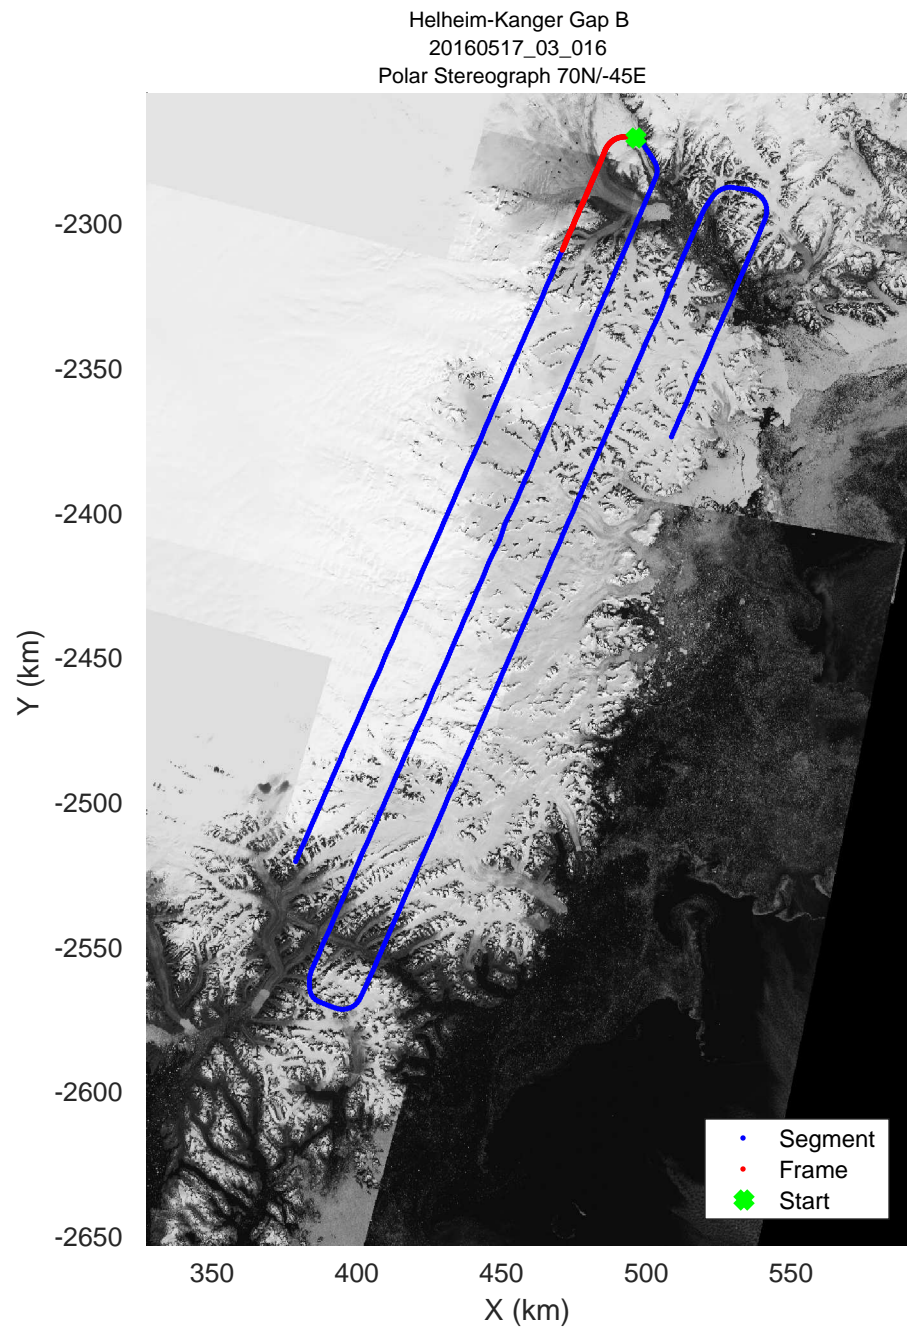 Helheim-Kanger Gap B
20160517_03_016
Polar Stereograph 70N/-45E
-2300
-2350
-2400
-2450
-2500
-2550
-2600
-2650
Y (km)
350
400
450
500
550
X (km)
Segment
Frame
Start